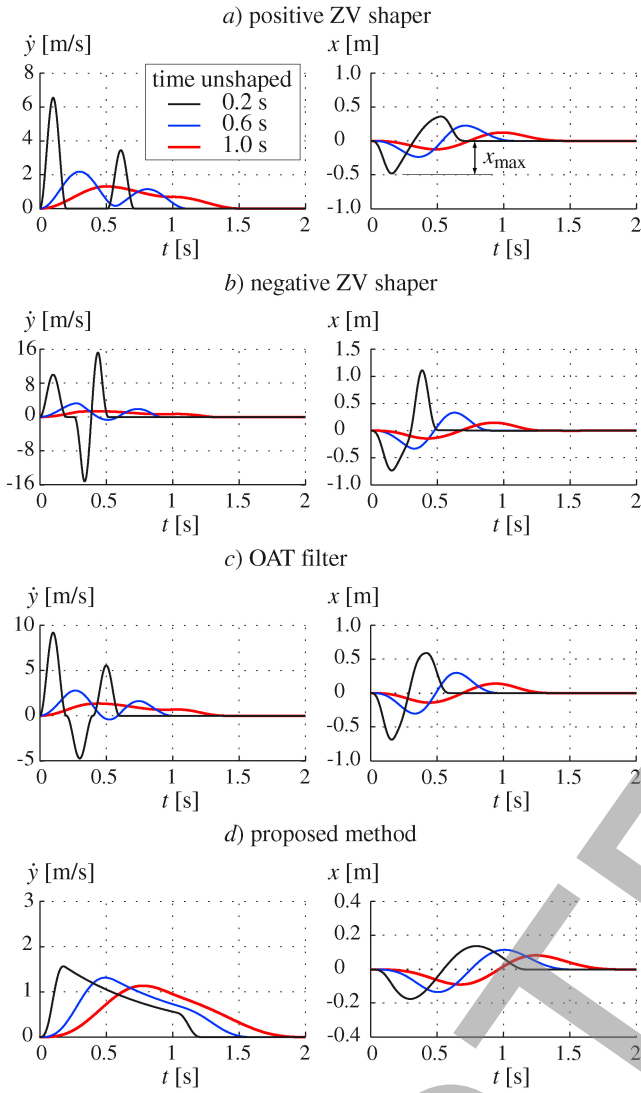 a) positive ZV shaper
ẏ [m/s]
8
6
4
2
0
0 0.5 1 1.5 2
t [s]
time unshaped
0.2 s
0.6 s
1.0 s
x [m]
1.0
0.5
0
-0.5
-1.0
x max
0 0.5 1 1.5 2
t [s]
b) negative ZV shaper
ẏ [m/s]
16
8
0
-8
-16
0 0.5 1 1.5 2
t [s]
x [m]
1.5
1.0
0.5
0
-0.5
-1.0
0 0.5 1 1.5 2
t [s]
c) OAT filter
ẏ [m/s]
10
5
0
-5
0 0.5 1 1.5 2
t [s]
x [m]
1.0
0.5
0
-0.5
-1.0
0 0.5 1 1.5 2
t [s]
d) proposed method
ẏ [m/s]
3
2
1
0
0 0.5 1 1.5 2
t [s]
x [m]
0.4
0.2
0
-0.2
-0.4
0 0.5 1 1.5 2
t [s]